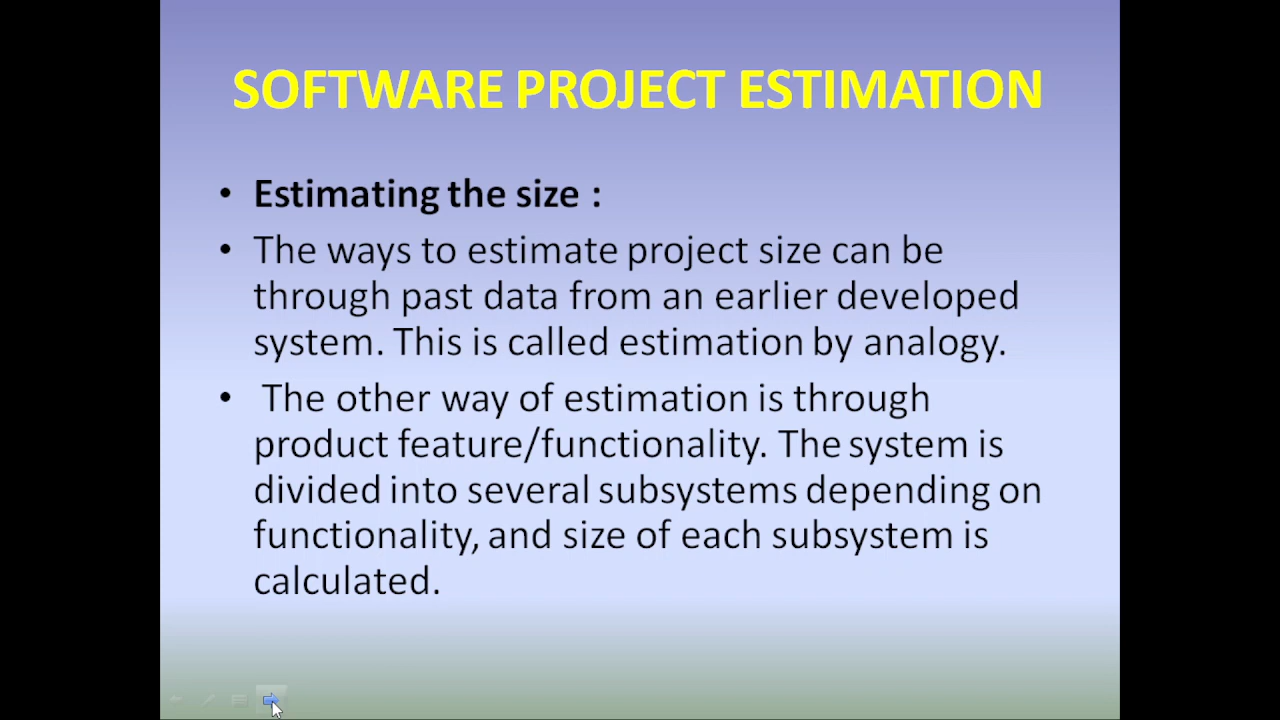 SOFTWARE PROJECT ESTIMATION
• Estimating the size :
• The ways to estimate project size can be
through past data from an earlier developed
system. This is called estimation by analogy.
• The other way of estimation is through
product feature/functionality. The system is
divided into several subsystems depending on
functionality, and size of each subsystem is
calculated.